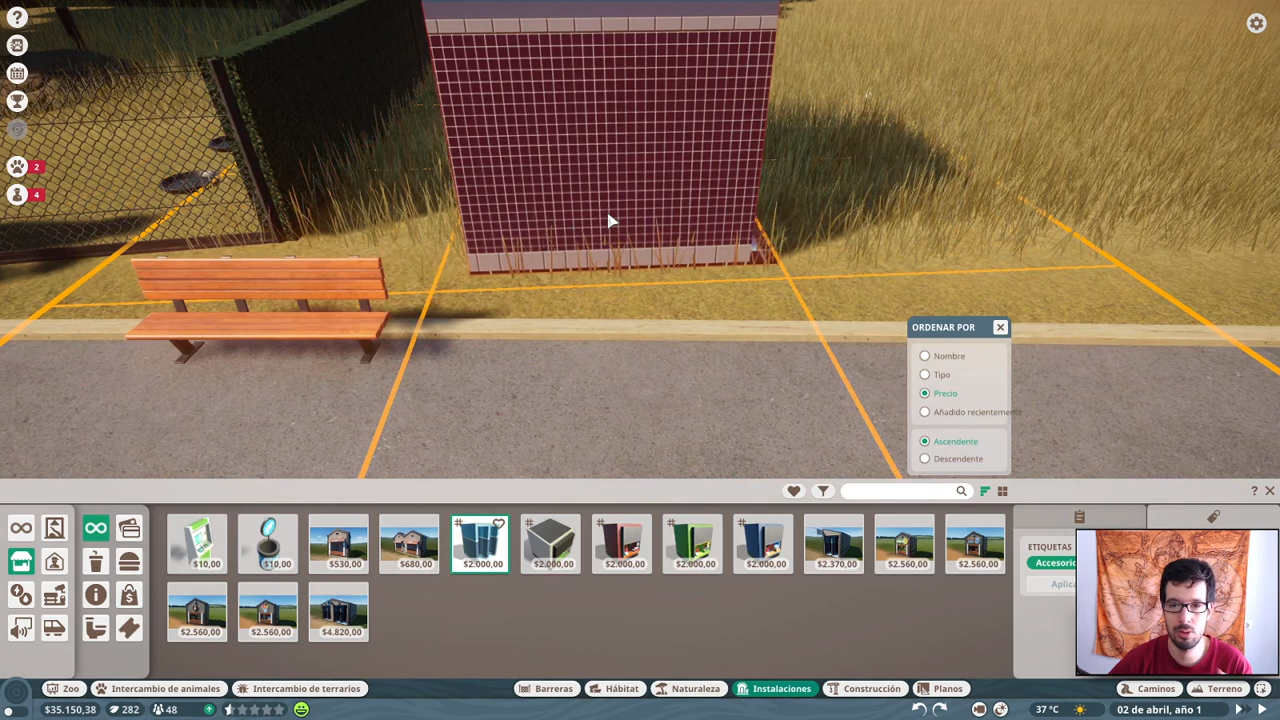 2
4
ORDENAR POR
Nombre
Tipo
Precio
Añadido recientemente
Ascendente
Descendente
$10,00 $10,00 $530,00 $680,00 $2.000,00 $2.000,00 $2.000,00 $2.000,00 $2.000,00 $2.370,00 $2.560,00 $2.560,00
$2.560,00 $2.560,00 $4.820,00
ETIQUETAS
Accesorio
Aplica
Zoo Intercambio de animales Intercambio de terrarios Barreras Hábitat Naturaleza Instalaciones Construcción Planos Caminos Terreno
$35.150,38 282 48 37 °C 02 de abril, año 1